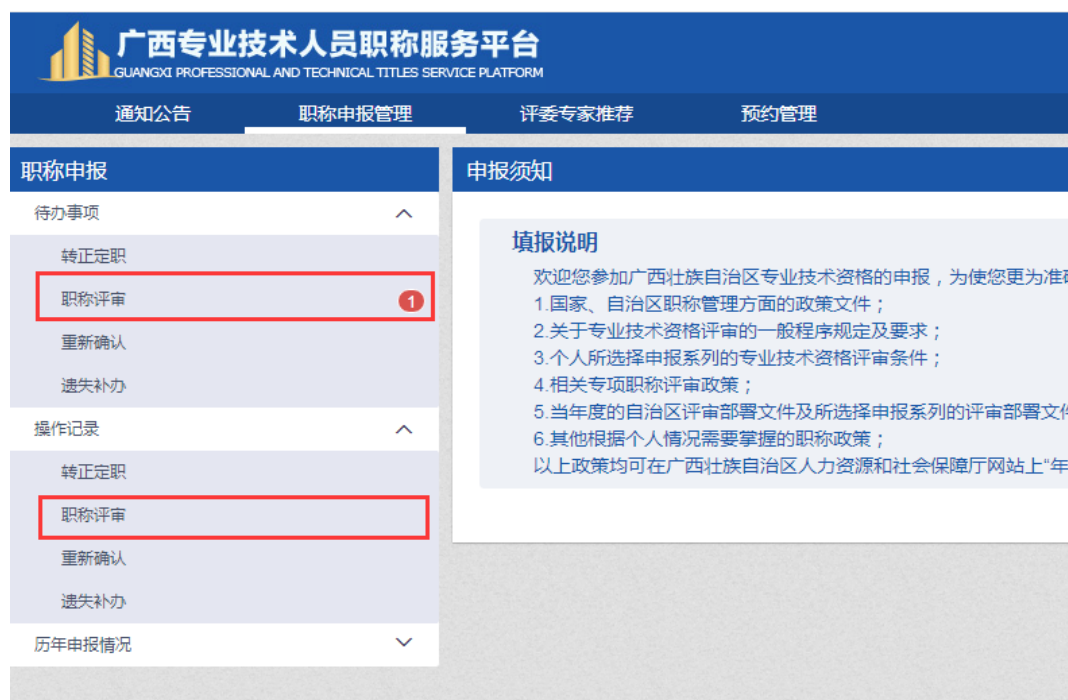 广西专业技术人员职称服务平台
GUANGXI PROFESSIONAL AND TECHNICAL TITLES SERVICE PLATFORM
通知公告 职称申报管理 评委专家推荐 预约管理
职称申报
待办事项
转正定职
职称评审 1
重新确认
遗失补办
操作记录
转正定职
职称评审
重新确认
遗失补办
历年申报情况
申报须知
填报说明
欢迎您参加广西壮族自治区专业技术资格的申报，为使您更为准
1.国家、自治区职称管理方面的政策文件；
2.关于专业技术资格评审的一般程序规定及要求；
3.个人所选择申报系列的专业技术资格评审条件；
4.相关专项职称评审政策；
5.当年度的自治区评审部署文件及所选择申报系列的评审部署文
6.其他根据个人情况需要掌握的职称政策；
以上政策均可在广西壮族自治区人力资源和社会保障厅网站上“年